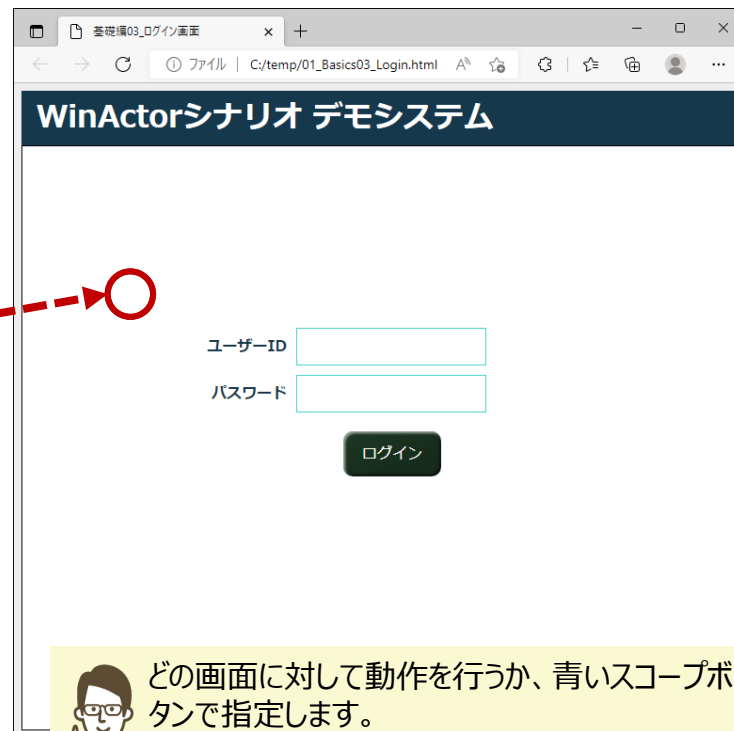 基礎編03_ログイン画面
ファイル
C:/temp/01_Basics03_Login.html
WinActorシナリオ デモシステム
ユーザーID
パスワード
ログイン
どの画面に対して動作を行うか、青いスコープボ
タンで指定します。